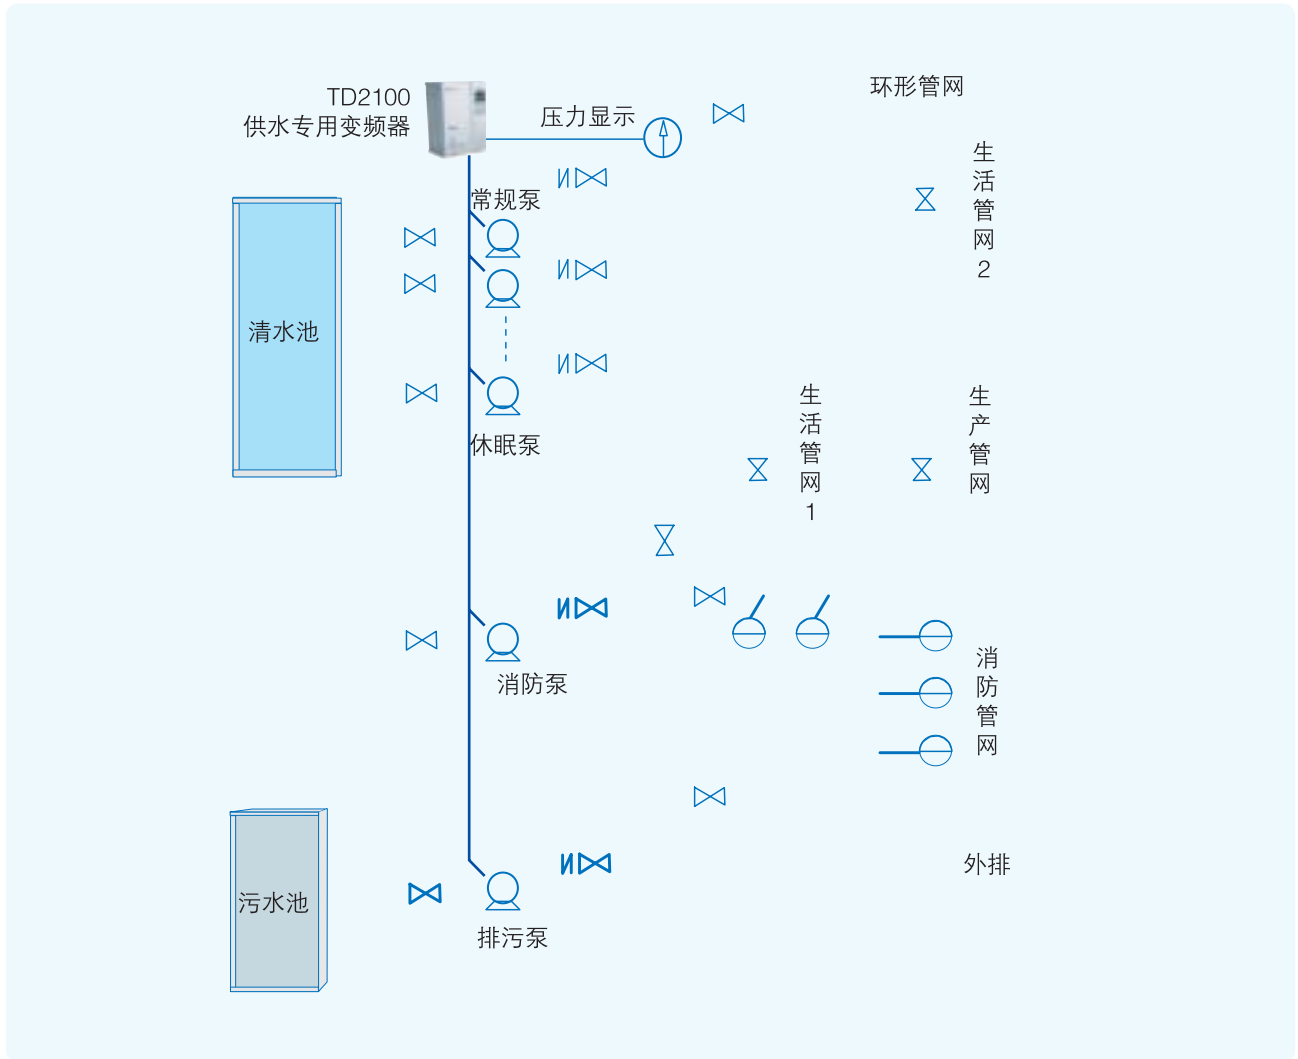 环形管网
TD2100
供水专用变频器
压力显示
生活管网2
常规泵
清水池
生活管网1
生产管网
休眠泵
消防泵
消防管网
外排
污水池
排污泵